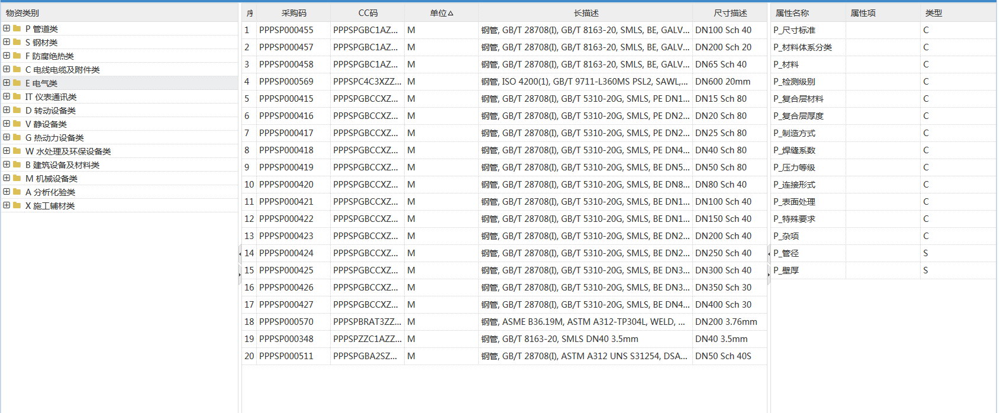 物资类别
P 管道类
S 钢材类
F 防腐绝热类
C 电线电缆及附件类
E 电气类
IT 仪表通讯类
D 转动设备类
V 静设备类
G 热动力设备类
W 水处理及环保设备类
B 建筑设备及材料类
M 机械设备类
A 分析化验类
X 施工辅材类
序 采购码 CC码 单位 长描述 尺寸描述
1 PPPSP000455 PPPSPGBC1AZ... M 钢管, GB/T 28708(I), GB/T 8163-20, SMLS, BE, GALV... DN100 Sch 40
2 PPPSP000457 PPPSPGBC1AZ... M 钢管, GB/T 28708(I), GB/T 8163-20, SMLS, BE, GALV... DN200 Sch 20
3 PPPSP000458 PPPSPGBC1AZ... M 钢管, GB/T 28708(I), GB/T 8163-20, SMLS, BE, GALV... DN65 Sch 40
4 PPPSP000569 PPPSPC4C3XZZ... M 钢管, ISO 4200(1), GB/T 9711-L360MS PSL2, SAWL,... DN600 20mm
5 PPPSP000415 PPPSPGBCCXZ... M 钢管, GB/T 28708(I), GB/T 5310-20G, SMLS, PE DN1... DN15 Sch 80
6 PPPSP000416 PPPSPGBCCXZ... M 钢管, GB/T 28708(I), GB/T 5310-20G, SMLS, PE DN2... DN20 Sch 80
7 PPPSP000417 PPPSPGBCCXZ... M 钢管, GB/T 28708(I), GB/T 5310-20G, SMLS, PE DN2... DN25 Sch 80
8 PPPSP000418 PPPSPGBCCXZ... M 钢管, GB/T 28708(I), GB/T 5310-20G, SMLS, PE DN4... DN40 Sch 80
9 PPPSP000419 PPPSPGBCCXZ... M 钢管, GB/T 28708(I), GB/T 5310-20G, SMLS, BE DN5... DN50 Sch 80
10 PPPSP000420 PPPSPGBCCXZ... M 钢管, GB/T 28708(I), GB/T 5310-20G, SMLS, BE DN8... DN80 Sch 40
11 PPPSP000421 PPPSPGBCCXZ... M 钢管, GB/T 28708(I), GB/T 5310-20G, SMLS, BE DN1... DN100 Sch 40
12 PPPSP000422 PPPSPGBCCXZ... M 钢管, GB/T 28708(I), GB/T 5310-20G, SMLS, BE DN1... DN150 Sch 40
13 PPPSP000423 PPPSPGBCCXZ... M 钢管, GB/T 28708(I), GB/T 5310-20G, SMLS, BE DN2... DN200 Sch 40
14 PPPSP000424 PPPSPGBCCXZ... M 钢管, GB/T 28708(I), GB/T 5310-20G, SMLS, BE DN2... DN250 Sch 40
15 PPPSP000425 PPPSPGBCCXZ... M 钢管, GB/T 28708(I), GB/T 5310-20G, SMLS, BE DN3... DN300 Sch 40
16 PPPSP000426 PPPSPGBCCXZ... M 钢管, GB/T 28708(I), GB/T 5310-20G, SMLS, BE DN3... DN350 Sch 30
17 PPPSP000427 PPPSPGBCCXZ... M 钢管, GB/T 28708(I), GB/T 5310-20G, SMLS, BE DN4... DN400 Sch 30
18 PPPSP000570 PPPSPBRAT3ZZ... M 钢管, ASME B36.19M, ASTM A312-TP304L, WELD, ... DN200 3.76mm
19 PPPSP000348 PPPSPZZC1AZZ... M 钢管, GB/T 8163-20, SMLS DN40 3.5mm DN40 3.5mm
20 PPPSP000511 PPPSPGBA2SZ... M 钢管, GB/T 28708(I), ASTM A312 UNS S31254, DSA... DN50 Sch 40S
属性名称 属性项 类型
P_尺寸标准 C
P_材料体系分类 C
P_材料 C
P_检测级别 C
P_复合层材料 C
P_复合层厚度 C
P_制造方式 C
P_焊缝系数 C
P_压力等级 C
P_连接形式 C
P_表面处理 C
P_特殊要求 C
P_杂项 C
P_管径 S
P_壁厚 S